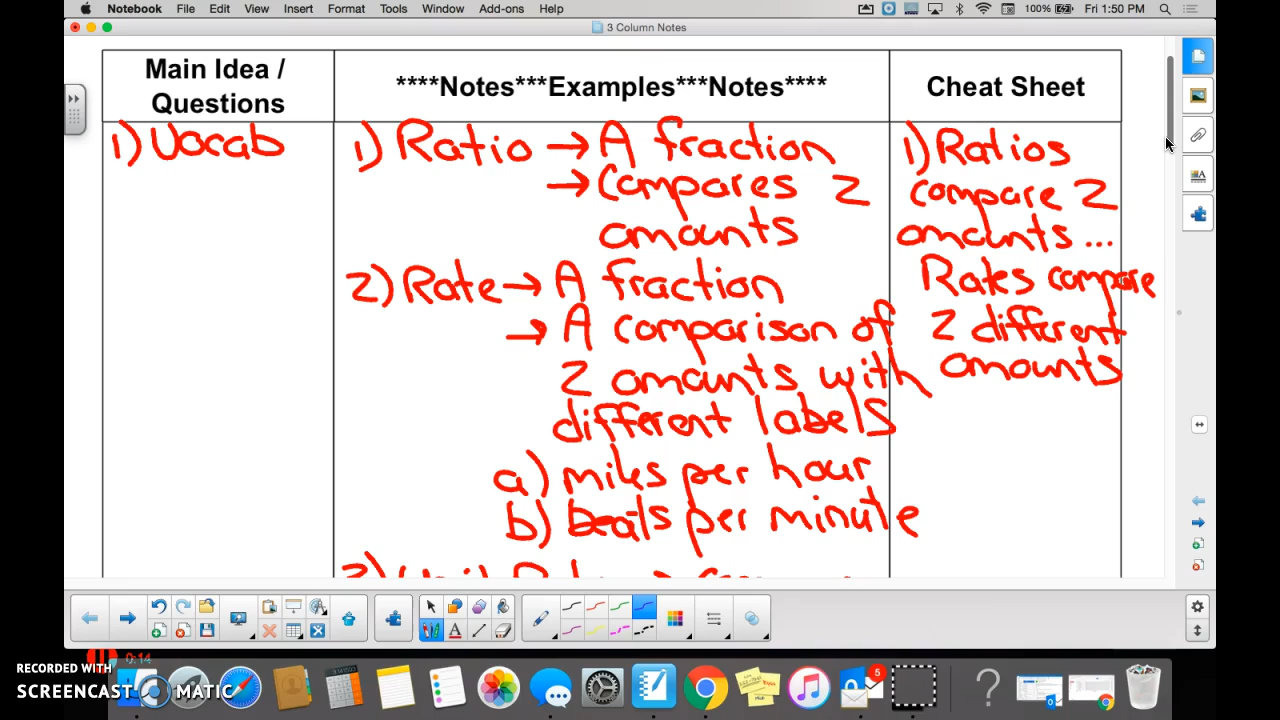 Notebook File Edit View Insert Format Tools Window Add-ons Help 100% Fri 1:50 PM
3 Column Notes
Main Idea / Questions
****Notes***Examples***Notes****
Cheat Sheet
1) Vocab
1) Ratio → A fraction
→ Compares 2
amounts
2) Rate → A fraction
→ A comparison of
2 amounts with
different labels
a) miles per hour
b) beats per minute
1) Ratios
compare 2
amounts ...
Rates compare
2 different
amounts
0:14
RECORDED WITH
SCREENCAST MATIC
5